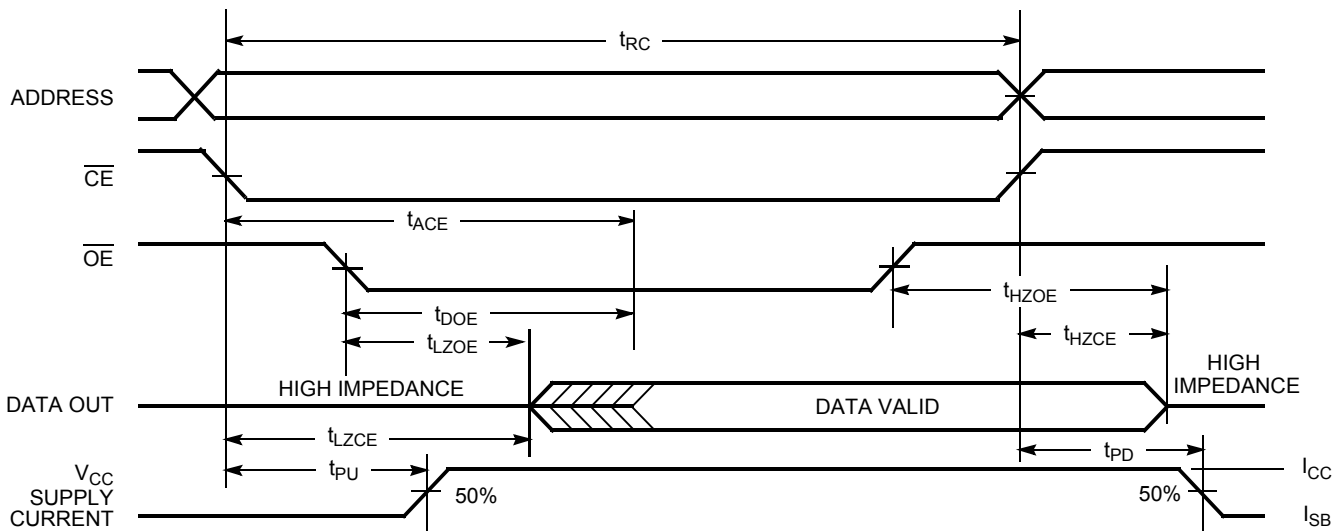 tRC
ADDRESS
CE
tACE
OE
tHZOE
tDOE
tLZOE
tHZCE
HIGH IMPEDANCE
HIGH
IMPEDANCE
DATA OUT
DATA VALID
tLZCE
tPD
tPU
VCC
SUPPLY
CURRENT
50%
50%
ICC
ISB